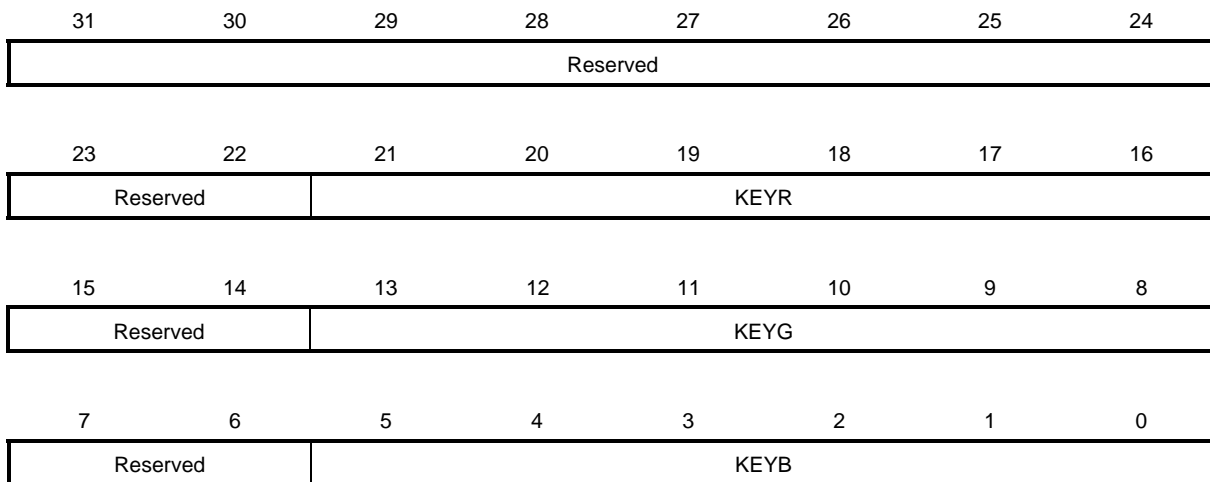 31 30 29 28 27 26 25 24
Reserved
23 22 21 20 19 18 17 16
Reserved KEYR
15 14 13 12 11 10 9 8
Reserved KEYG
7 6 5 4 3 2 1 0
Reserved KEYB